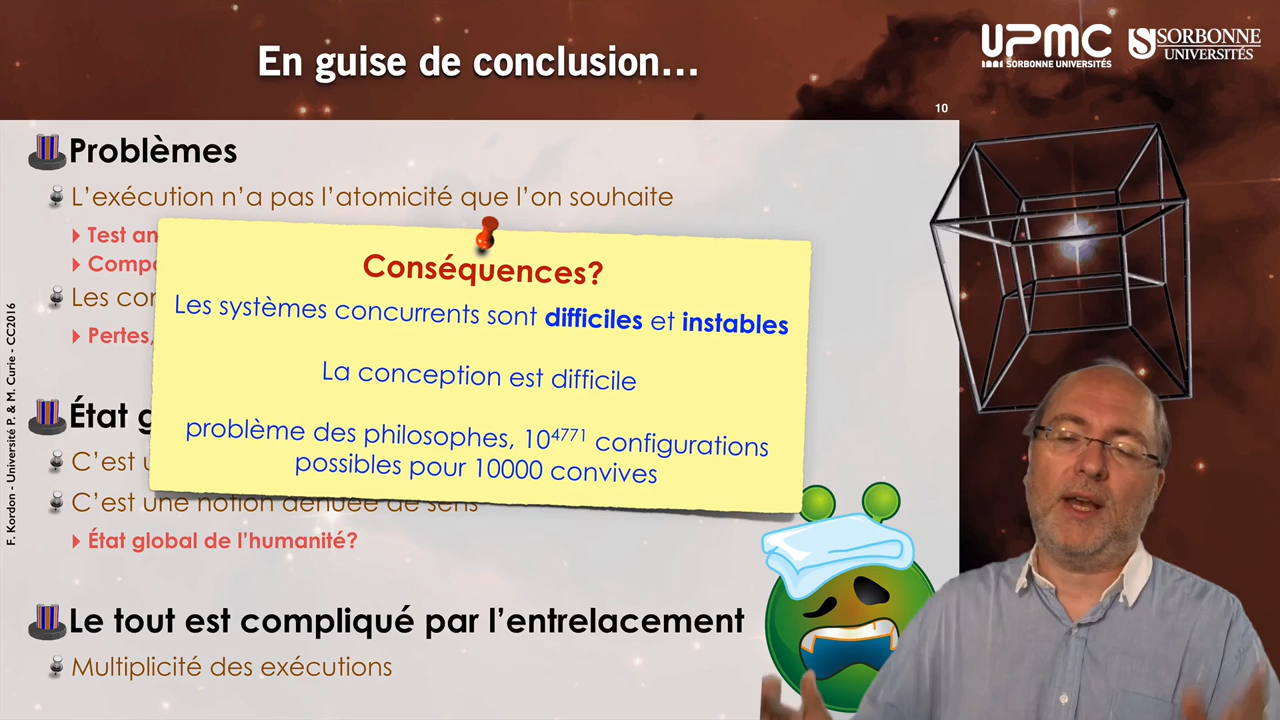 En guise de conclusion...
UPMC
SORBONNE UNIVERSITÉS
SORBONNE
UNIVERSITÉS
10
Problèmes
L'exécution n'a pas l'atomicité que l'on souhaite
Test
Les
Pertes,
Conséquences?
Les systèmes concurrents sont difficiles et instables
La conception est difficile
problème des philosophes, 10⁴⁷⁷¹ configurations
possibles pour 10000 convives
État
C'est
C'est une notion dénuée de sens
État global de l'humanité?
Le tout est compliqué par l'entrelacement
Multiplicité des exécutions
F. Kordon - Université P. & M. Curie - CC2016